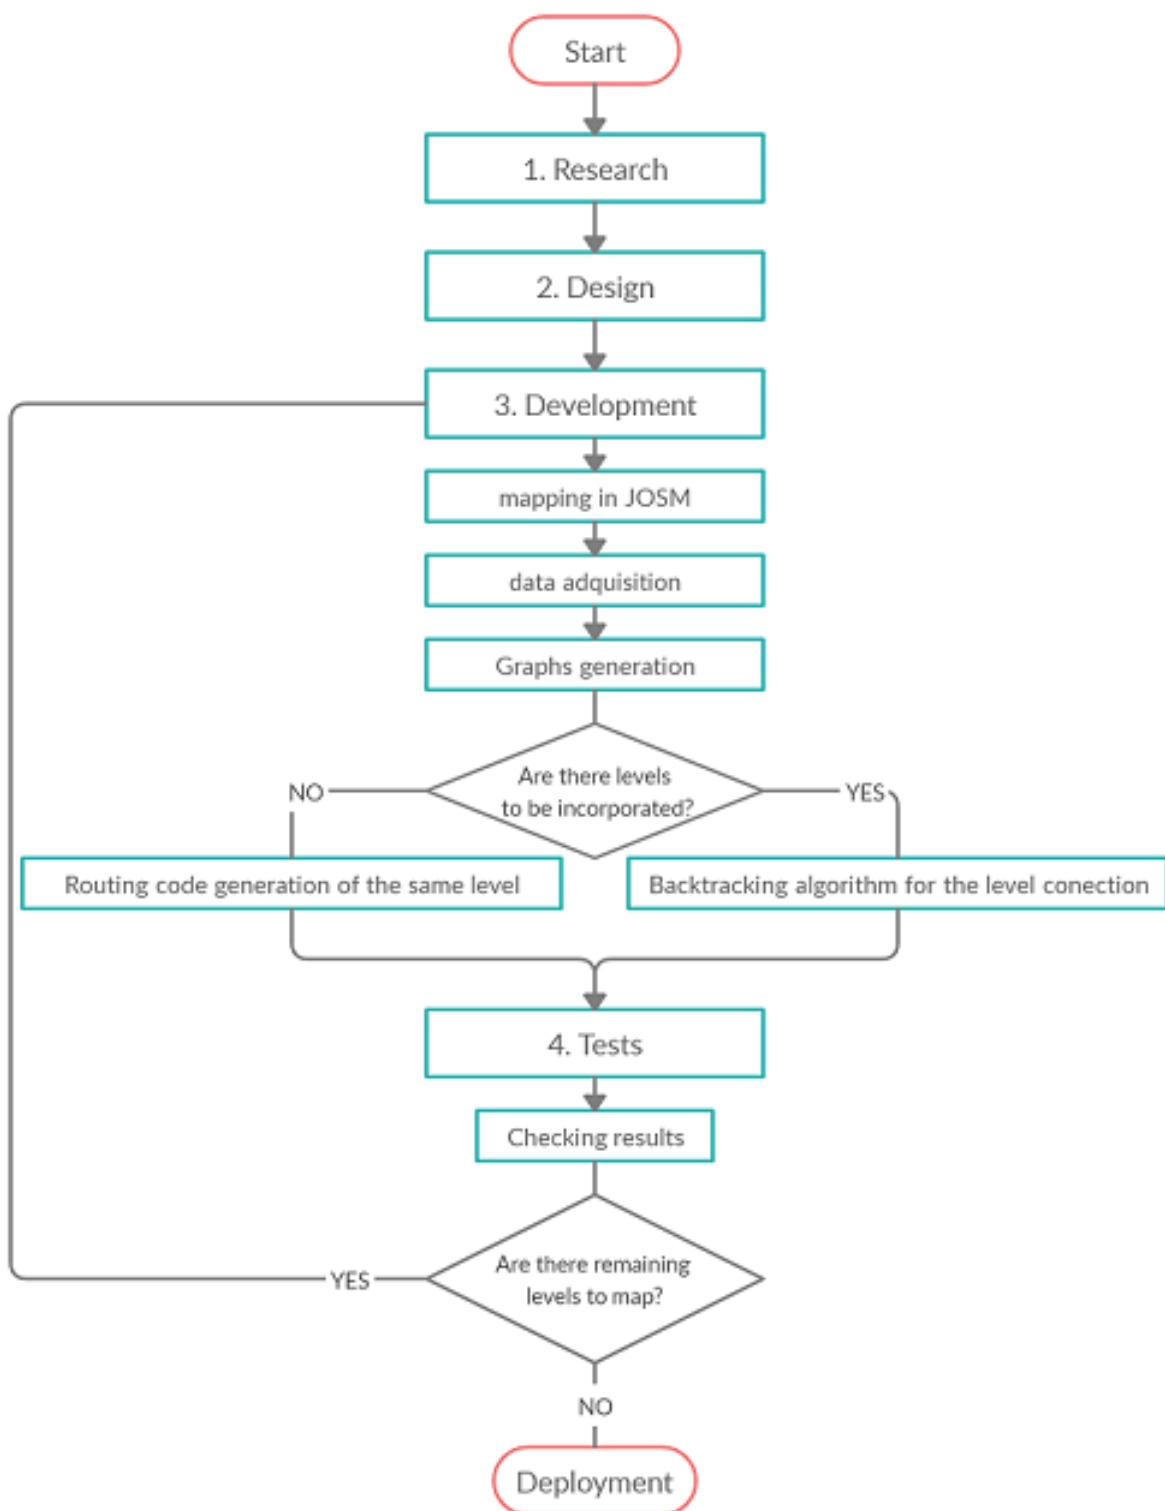 Start
1. Research
2. Design
3. Development
mapping in JOSM
data adquisition
Graphs generation
Are there levels
to be incorporated?
NO
YES
Routing code generation of the same level
Backtracking algorithm for the level conection
4. Tests
Checking results
Are there remaining
levels to map?
YES
NO
Deployment